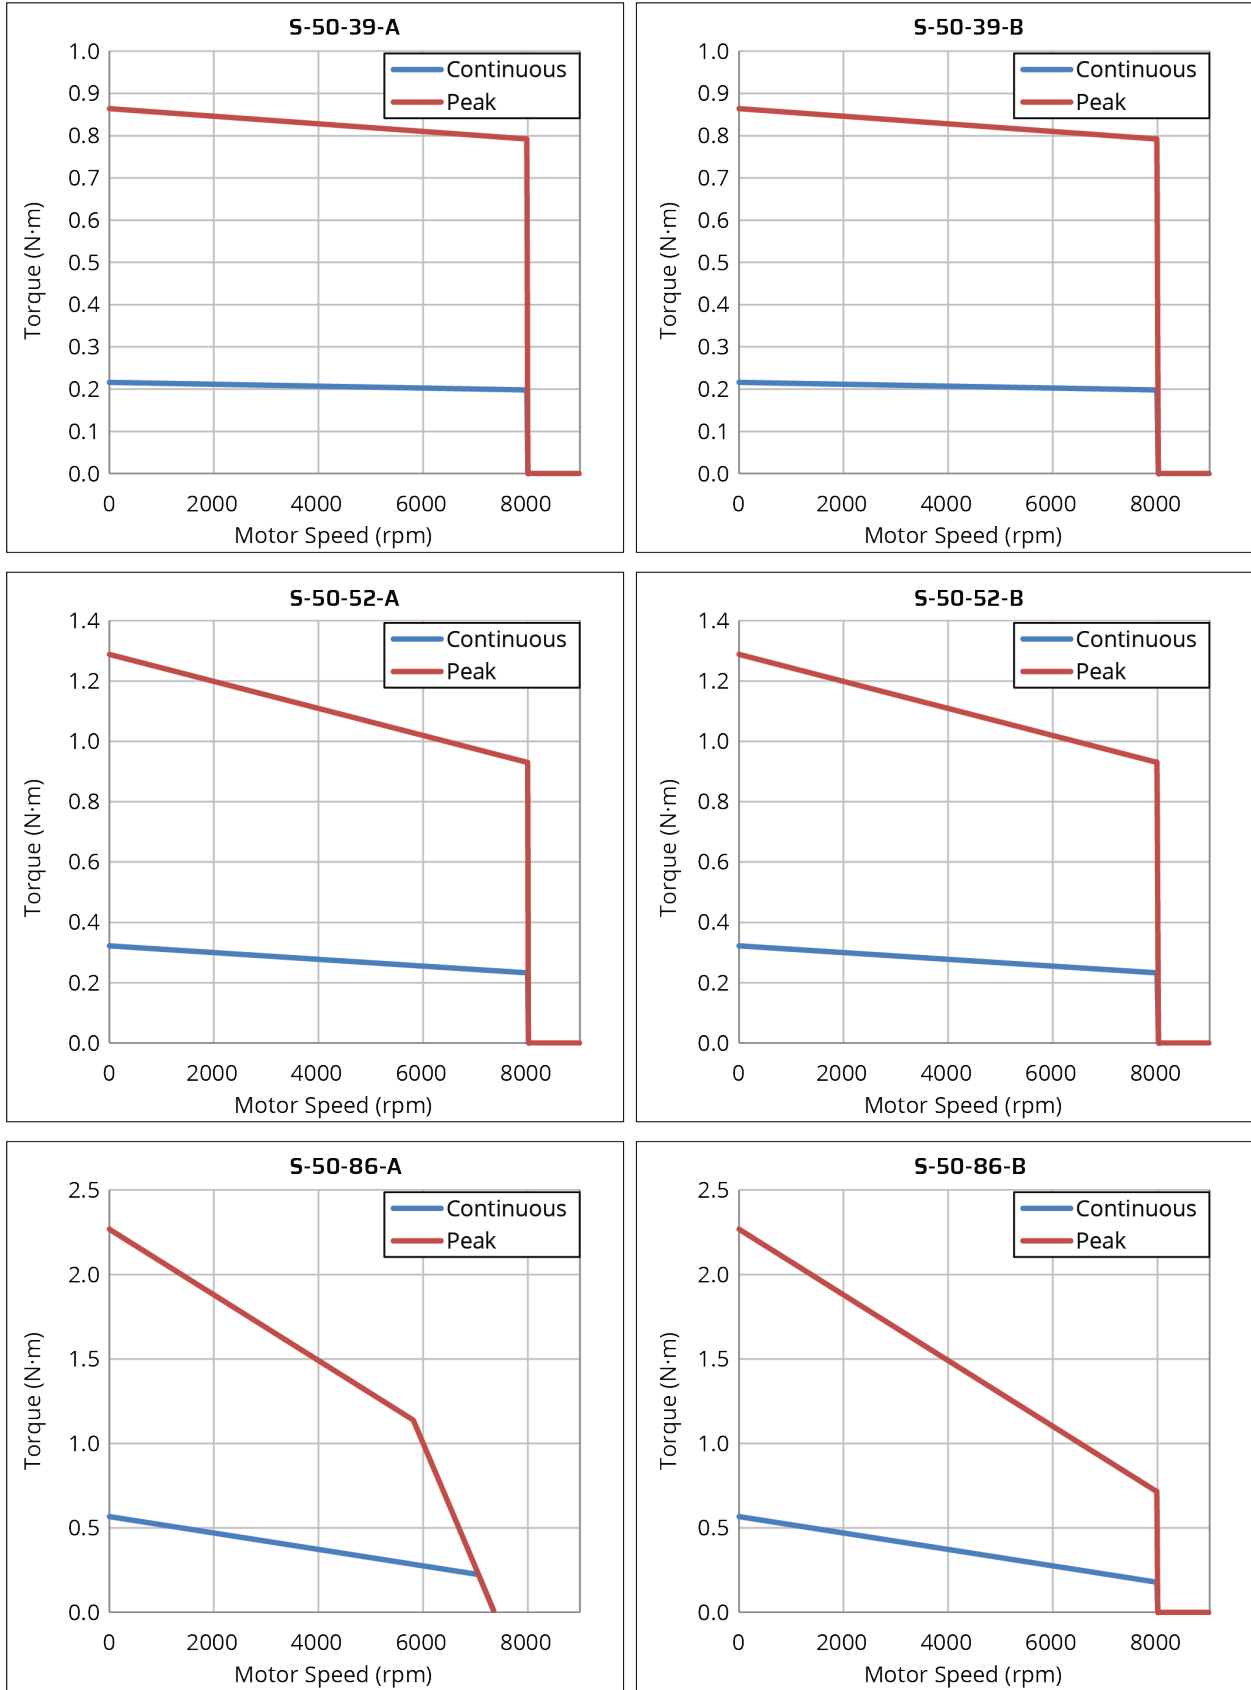 S-50-39-A
Continuous
Peak
Torque (N·m)
1.0
0.9
0.8
0.7
0.6
0.5
0.4
0.3
0.2
0.1
0.0
0 2000 4000 6000 8000
Motor Speed (rpm)
S-50-39-B
Continuous
Peak
Torque (N·m)
1.0
0.9
0.8
0.7
0.6
0.5
0.4
0.3
0.2
0.1
0.0
0 2000 4000 6000 8000
Motor Speed (rpm)
S-50-52-A
Continuous
Peak
Torque (N·m)
1.4
1.2
1.0
0.8
0.6
0.4
0.2
0.0
0 2000 4000 6000 8000
Motor Speed (rpm)
S-50-52-B
Continuous
Peak
Torque (N·m)
1.4
1.2
1.0
0.8
0.6
0.4
0.2
0.0
0 2000 4000 6000 8000
Motor Speed (rpm)
S-50-86-A
Continuous
Peak
Torque (N·m)
2.5
2.0
1.5
1.0
0.5
0.0
0 2000 4000 6000 8000
Motor Speed (rpm)
S-50-86-B
Continuous
Peak
Torque (N·m)
2.5
2.0
1.5
1.0
0.5
0.0
0 2000 4000 6000 8000
Motor Speed (rpm)